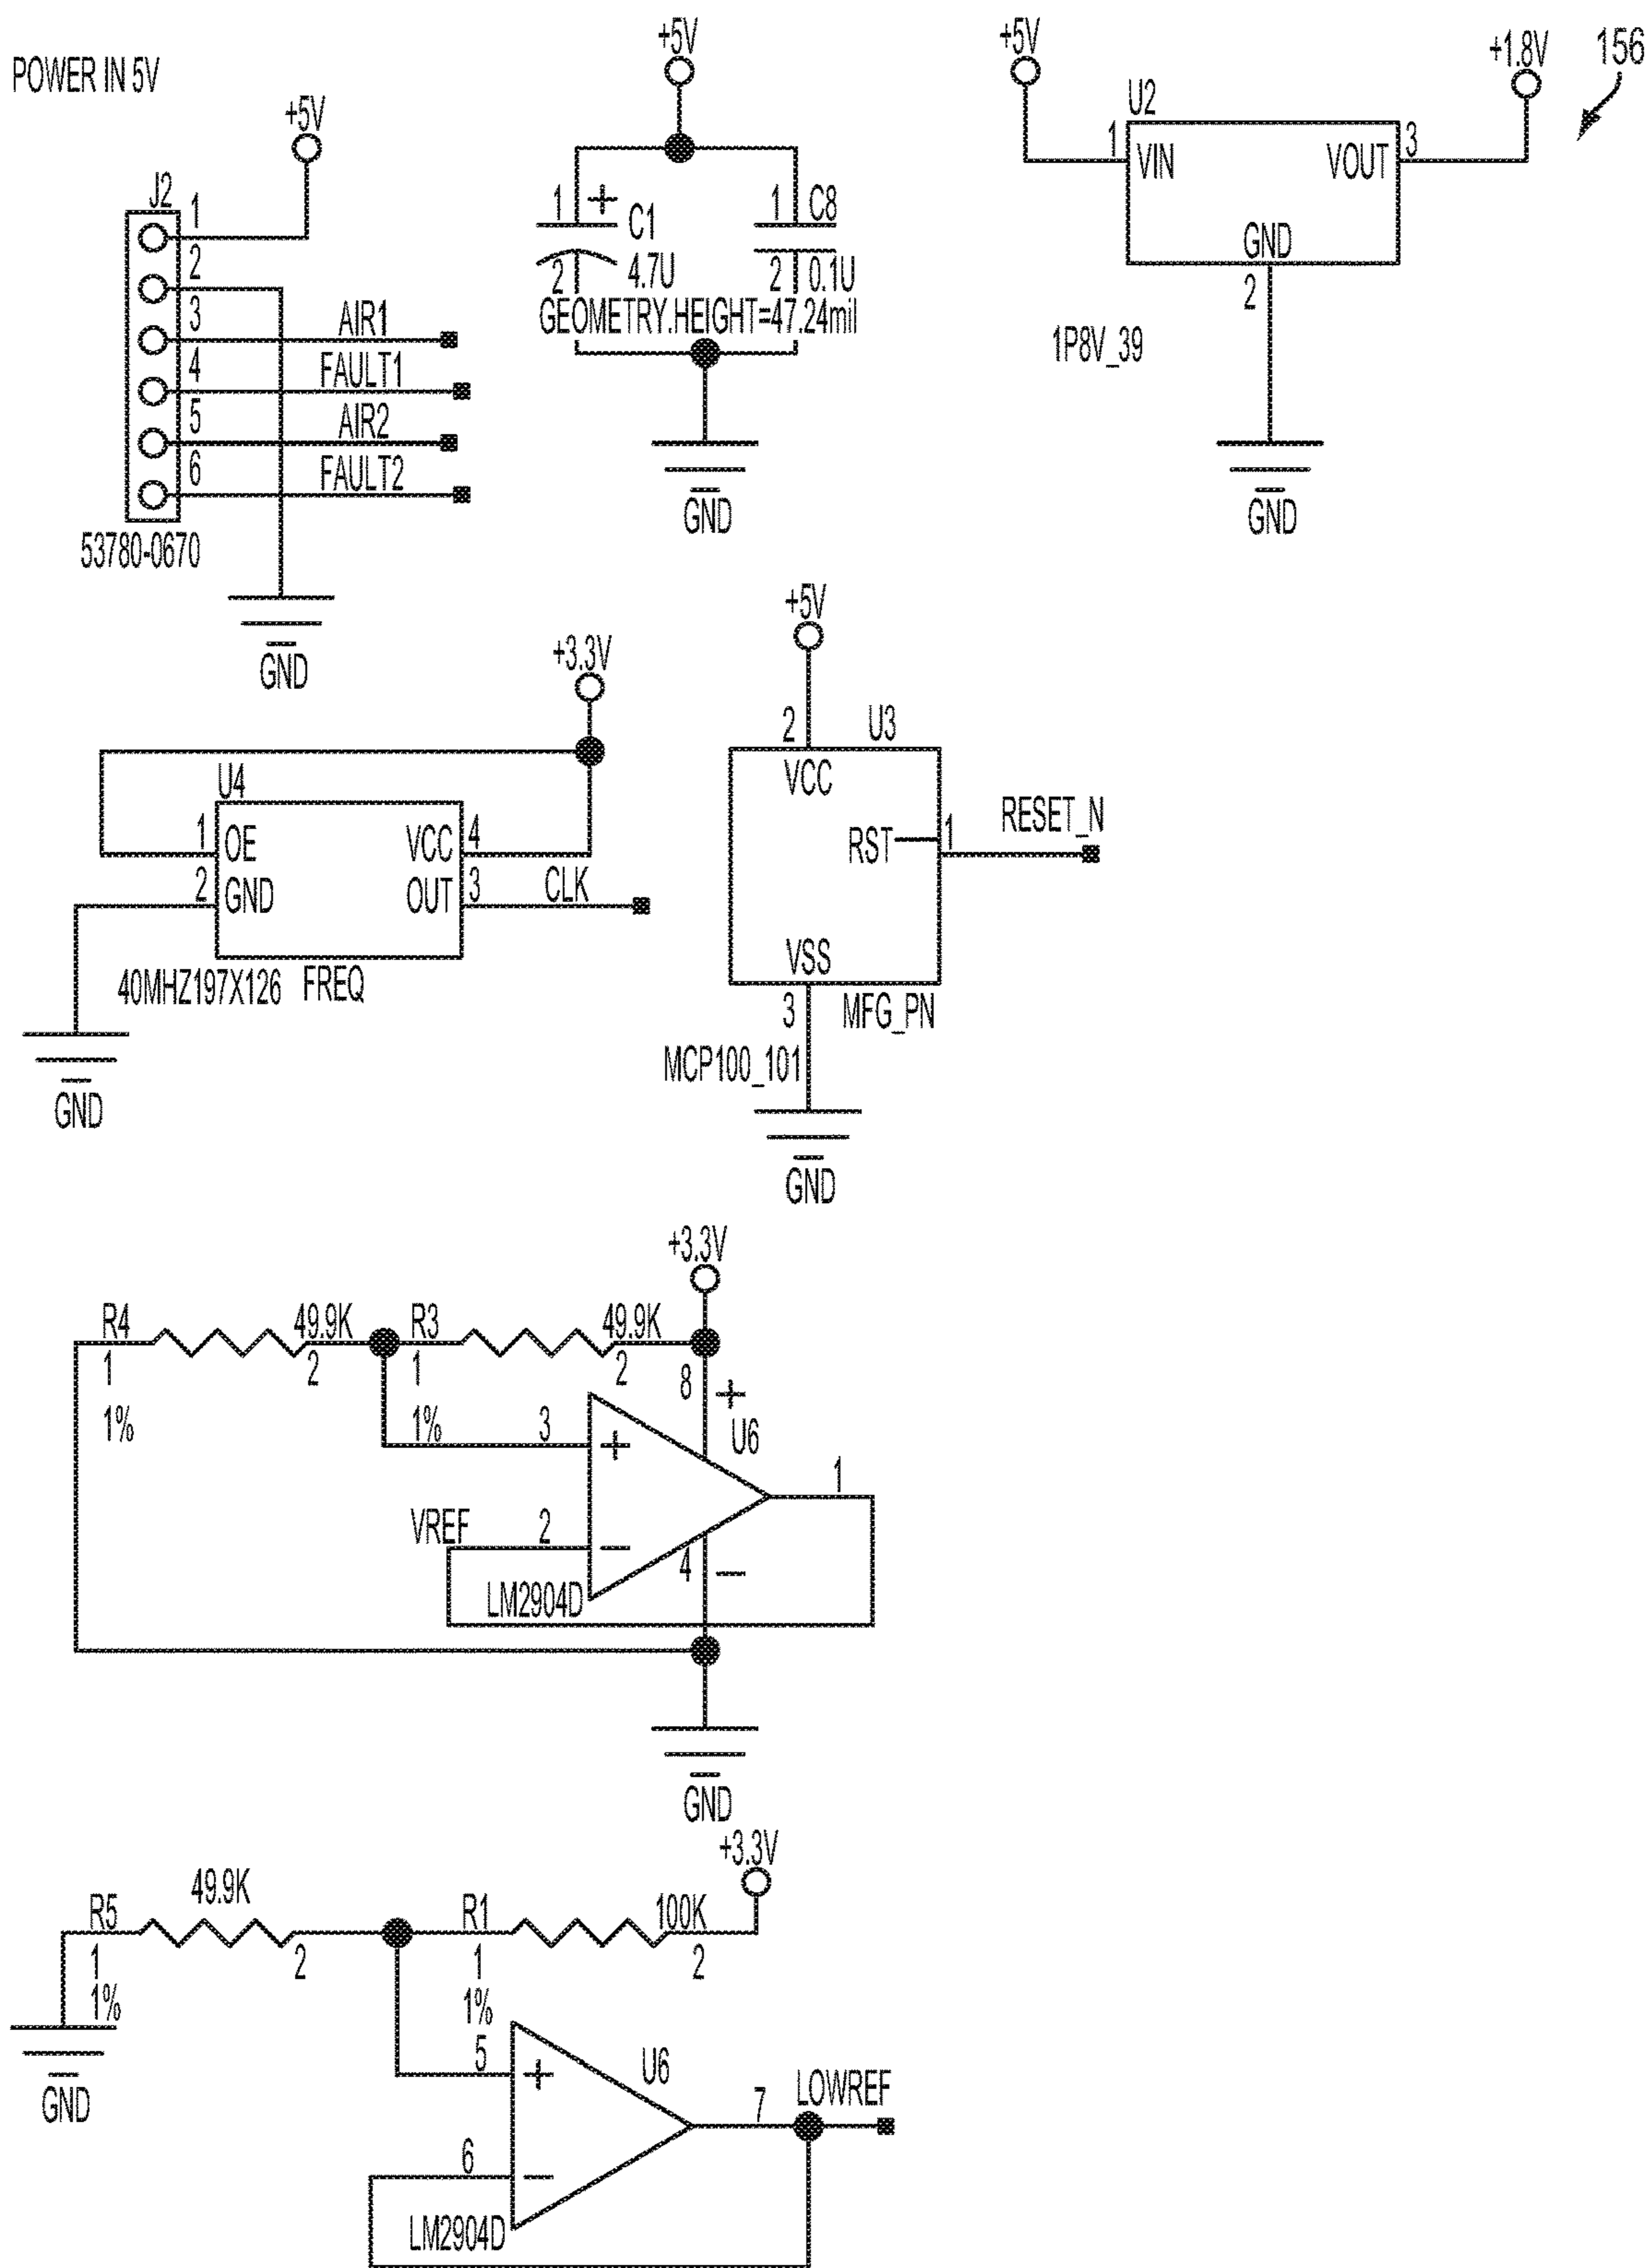 POWER IN 5V
+5V
J2
1
2
3
AIR1
4
FAULT1
5
AIR2
6
FAULT2
53780-0670
GND
+5V
1 + C1
2 4.7U
1 C8
2 0.1U
GEOMETRY.HEIGHT=47.24mil
GND
+5V
+1.8V
156
U2
1 VIN VOUT 3
GND
2
1P8V_39
GND
+3.3V
U4
1 OE VCC 4
2 GND OUT 3 CLK
40MHZ197X126 FREQ
GND
+5V
2 U3
VCC
RST 1 RESET_N
VSS
3 MFG_PN
MCP100_101
GND
+3.3V
R4 49.9K R3 49.9K
1 2 1 2 8 +
1% 1% 3 + U6
1
VREF 2 −
4 −
LM2904D
GND
+3.3V
49.9K
R5 R1 100K
1 2 1 2
1% 1%
GND
5 + U6
7 LOWREF
6 −
LM2904D